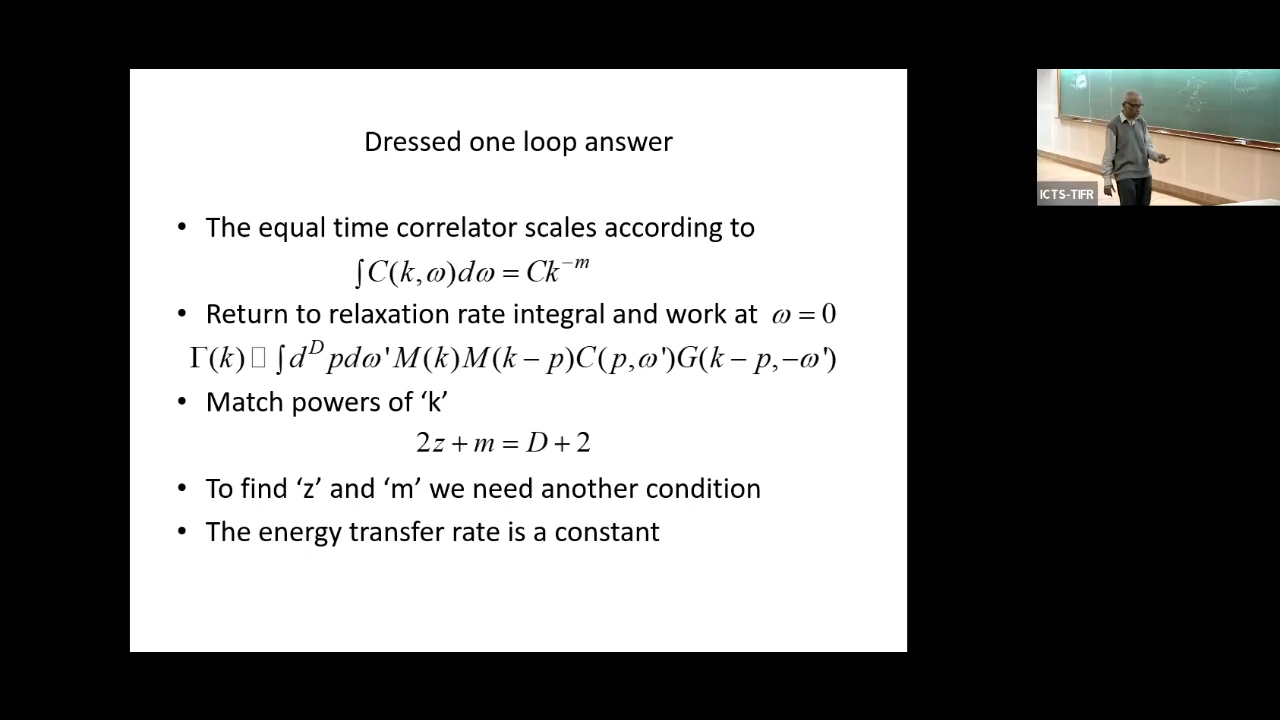 Dressed one loop answer
• The equal time correlator scales according to
∫C(k,ω)dω = Ck⁻ᵐ
• Return to relaxation rate integral and work at ω = 0
Γ(k) □ ∫dᴰpdω'M(k)M(k − p)C(p,ω')G(k − p,−ω')
• Match powers of ‘k’
2z + m = D + 2
• To find ‘z’ and ‘m’ we need another condition
• The energy transfer rate is a constant
ICTS-TIFR